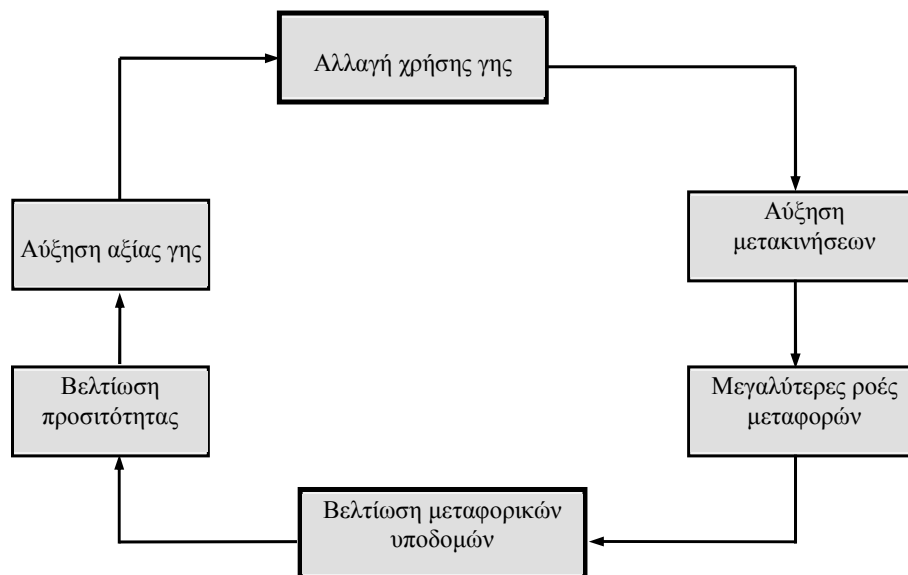 Αλλαγή χρήσης γης
Αύξηση
μετακινήσεων
Μεγαλύτερες ροές
μεταφορών
Βελτίωση μεταφορικών
υποδομών
Βελτίωση
προσιτότητας
Αύξηση αξίας γης